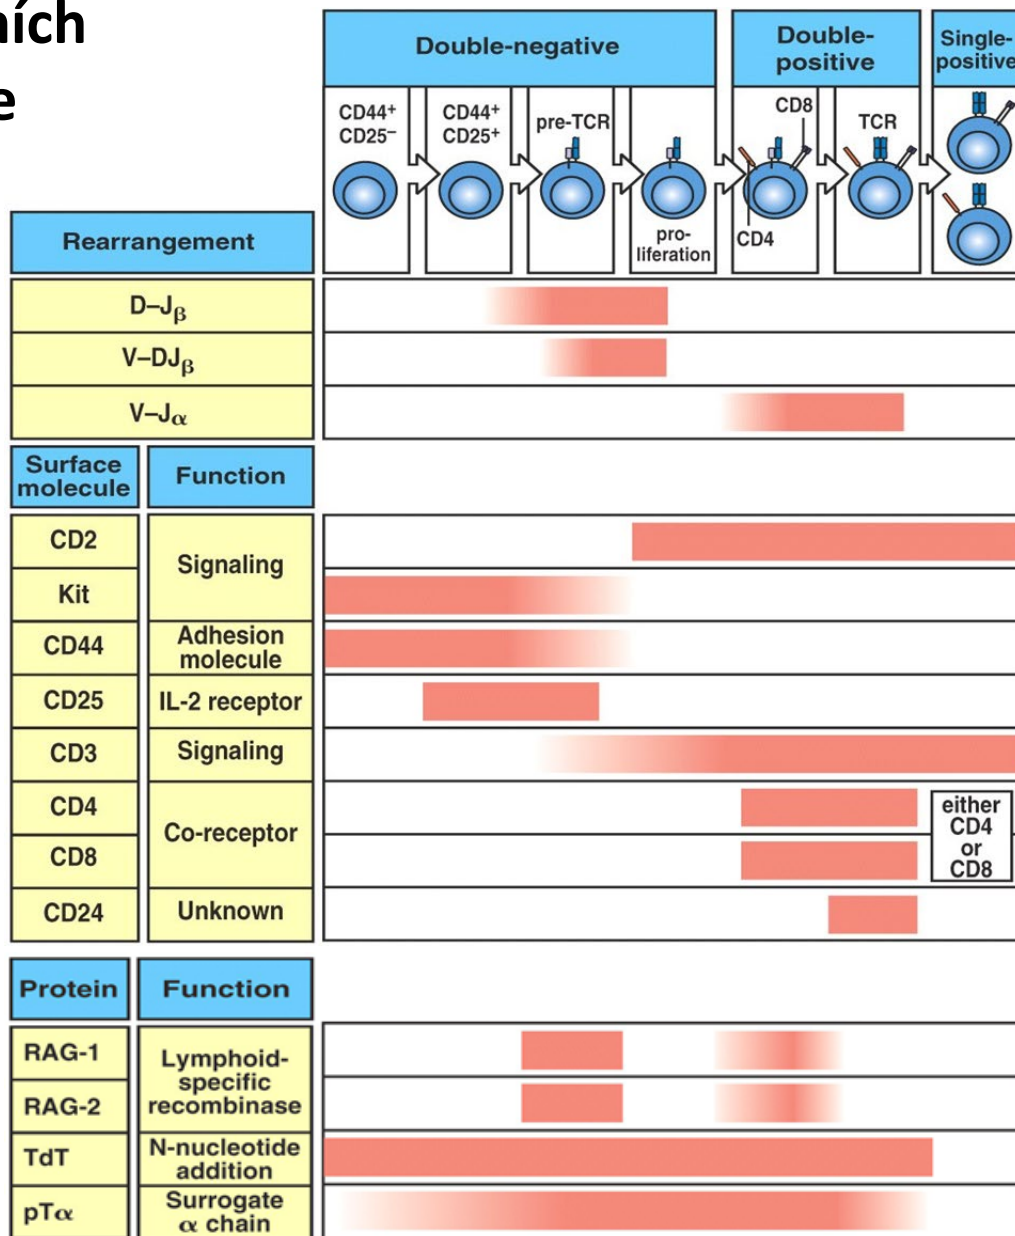 ních
e
Double-negative
Double-
positive
Single-
positive
CD44⁺
CD25⁻
CD44⁺
CD25⁺
pre-TCR
pro-
liferation
CD8
CD4
TCR
Rearrangement
D–Jβ
V–DJβ
V–Jα
Surface
molecule
Function
CD2
Signaling
Kit
CD44
Adhesion
molecule
CD25
IL-2 receptor
CD3
Signaling
CD4
Co-receptor
CD8
either
CD4
or
CD8
CD24
Unknown
Protein
Function
RAG-1
Lymphoid-
specific
recombinase
RAG-2
TdT
N-nucleotide
addition
pTα
Surrogate
α chain